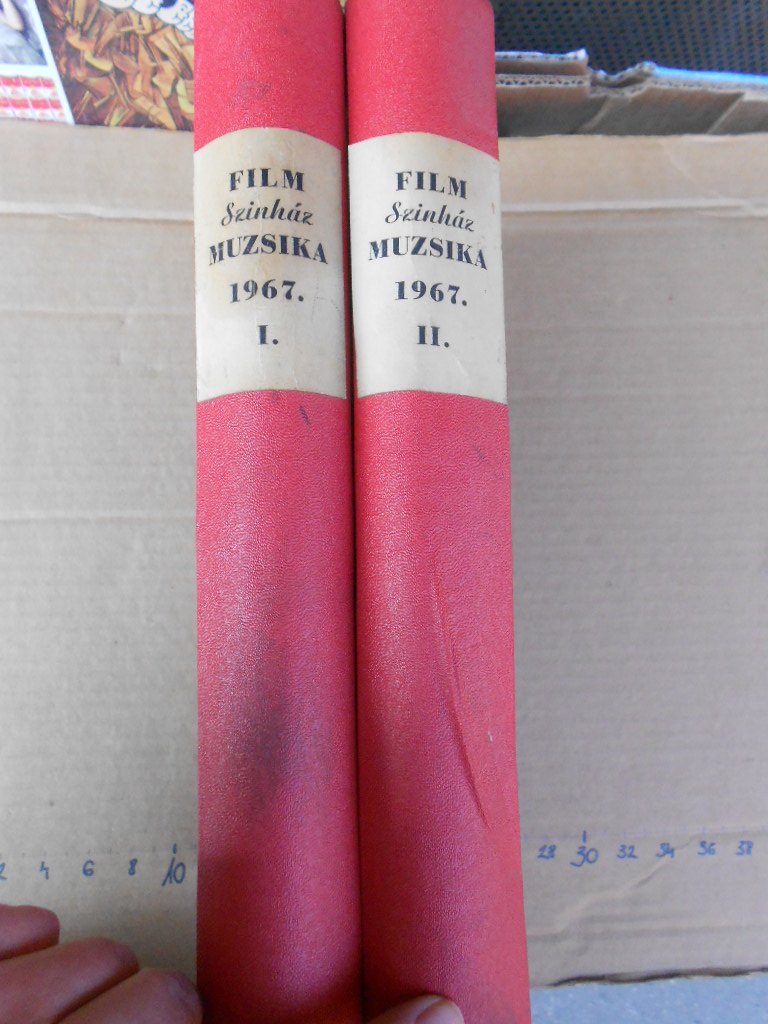 FILM
Szinház
MUZSIKA
1967.
I.
FILM
Szinház
MUZSIKA
1967.
II.
2 4 6 8 10 28 30 32 34 36 38